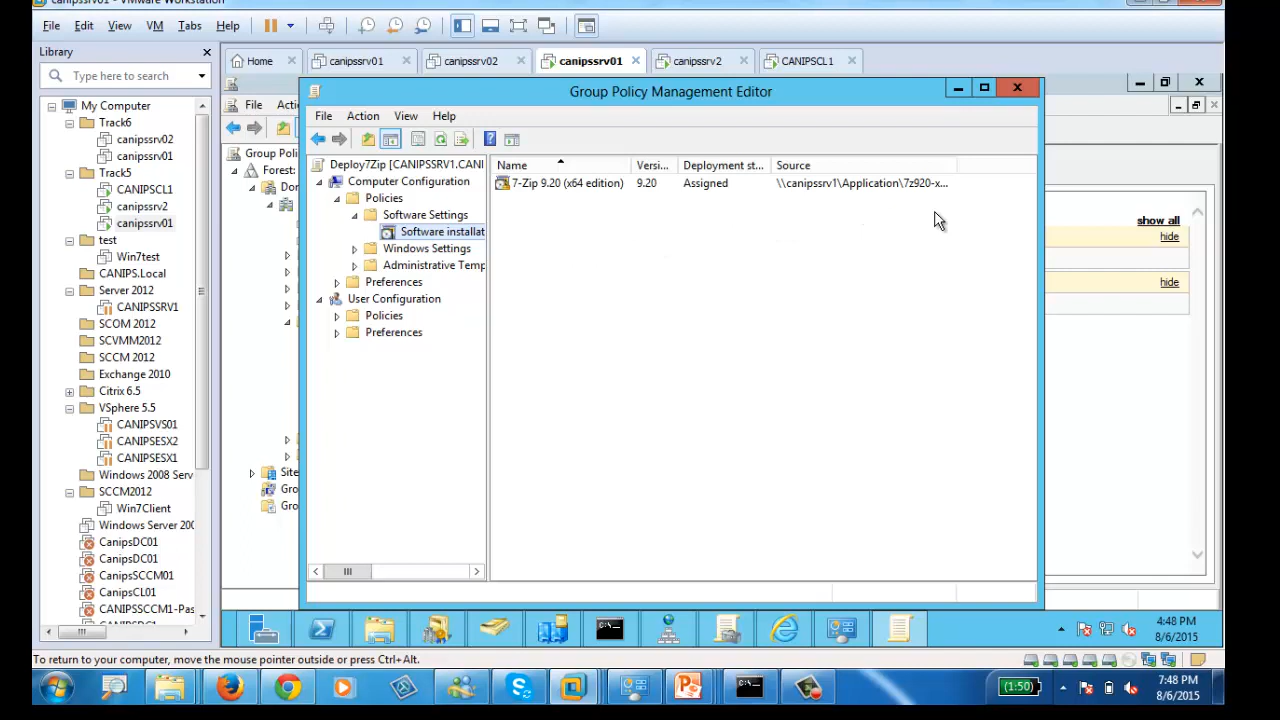 canipssrv01 - VMware Workstation
File Edit View VM Tabs Help
Library
Type here to search
My Computer
Track6
canipssrv02
canipssrv01
Track5
CANIPSCL1
canipssrv2
canipssrv01
test
Win7test
CANIPS.Local
Server 2012
CANIPSSRV1
SCOM 2012
SCVMM2012
SCCM 2012
Exchange 2010
Citrix 6.5
VSphere 5.5
CANIPSVS01
CANIPSESX2
CANIPSESX1
Windows 2008 Serv
SCCM2012
Win7Client
Windows Server 200
CanipsDC01
CanipsDC01
CanipsSCCM01
CanipsCL01
CANIPSSCCM1-Pas
Home canipssrv01 canipssrv02 canipssrv01 canipssrv2 CANIPSCL1
File Actio
Group Poli
Forest:
Don
Site
Gro
Gro
show all
hide
hide
Group Policy Management Editor
File Action View Help
Deploy7Zip [CANIPSSRV1.CANI
Computer Configuration
Policies
Software Settings
Software installat
Windows Settings
Administrative Temp
Preferences
User Configuration
Policies
Preferences
Name Versi... Deployment st... Source
7-Zip 9.20 (x64 edition) 9.20 Assigned \\canipssrv1\Application\7z920-x...
4:48 PM
8/6/2015
To return to your computer, move the mouse pointer outside or press Ctrl+Alt.
(1:50)
7:48 PM
8/6/2015